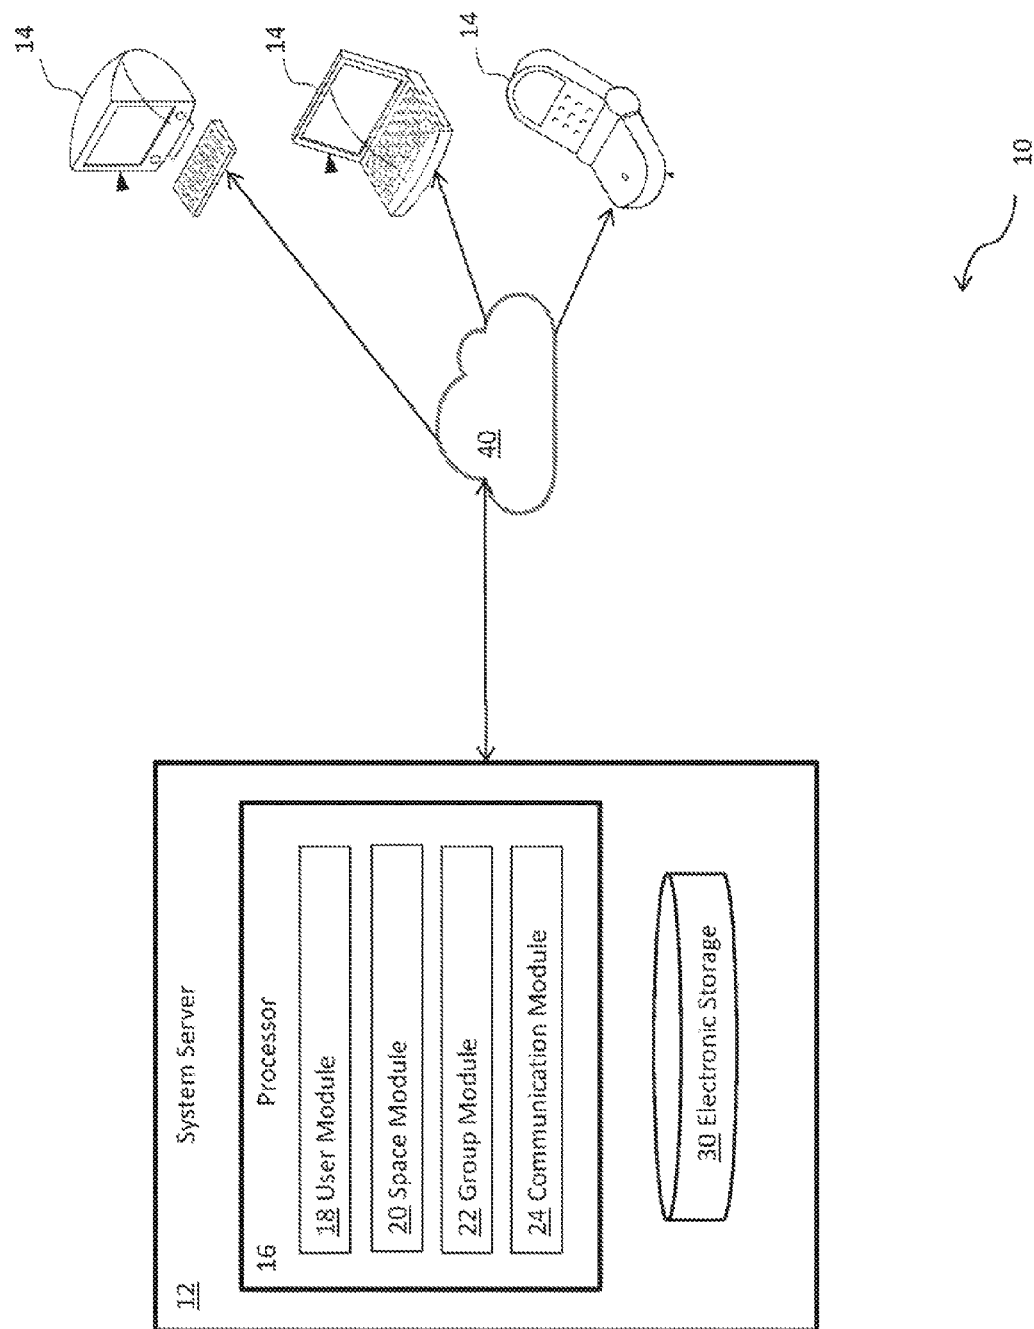 12 System Server
16 Processor
18 User Module
20 Space Module
22 Group Module
24 Communication Module
30 Electronic Storage
40
14
14
14
10